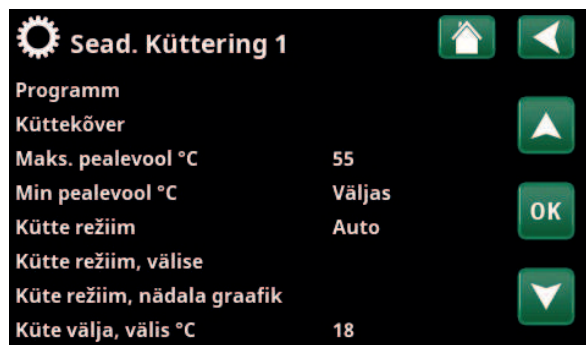 Sead. Küttering 1
Programm
Küttekõver
Maks. pealevool °C 55
Min pealevool °C Väljas
Kütte režiim Auto
Kütte režiim, välise
Küte režiim, nädala graafik
Küte välja, välis °C 18
OK